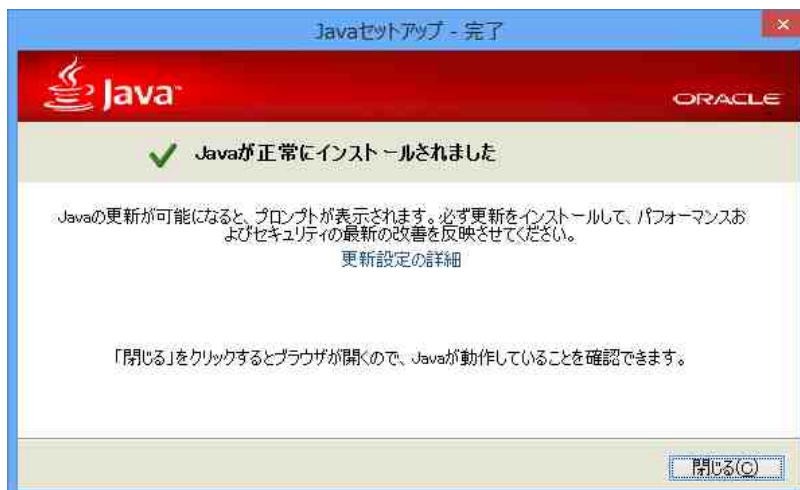 Javaセットアップ - 完了
Java™
ORACLE
Javaが正常にインストールされました
Javaの更新が可能になると、プロンプトが表示されます。必ず更新をインストールして、パフォーマンスお
よびセキュリティの最新の改善を反映させてください。
更新設定の詳細
「閉じる」をクリックするとブラウザが開くので、Javaが動作していることを確認できます。
閉じる(C)